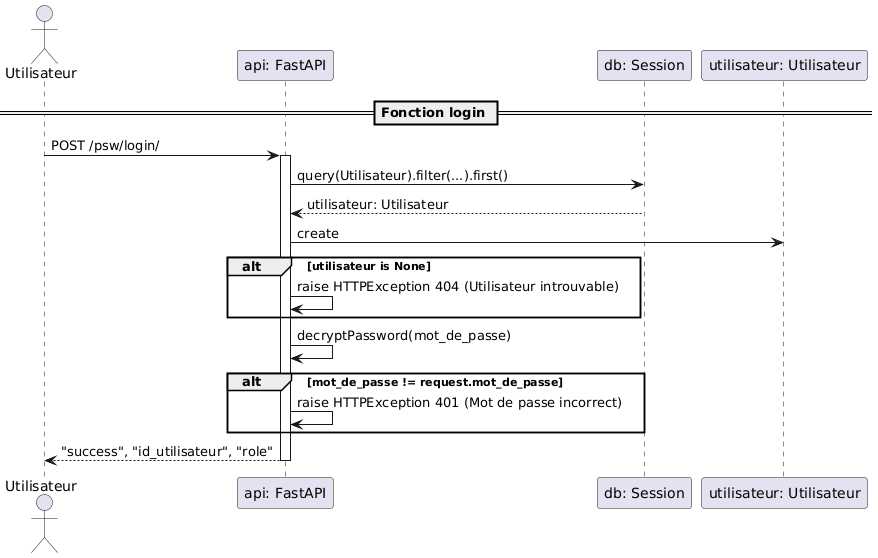 Utilisateur
api: FastAPI
db: Session
utilisateur: Utilisateur
Fonction login
POST /psw/login/
query(Utilisateur).filter(...).first()
utilisateur: Utilisateur
create
alt
[utilisateur is None]
raise HTTPException 404 (Utilisateur introuvable)
decryptPassword(mot_de_passe)
alt
[mot_de_passe != request.mot_de_passe]
raise HTTPException 401 (Mot de passe incorrect)
"success", "id_utilisateur", "role"
Utilisateur
api: FastAPI
db: Session
utilisateur: Utilisateur